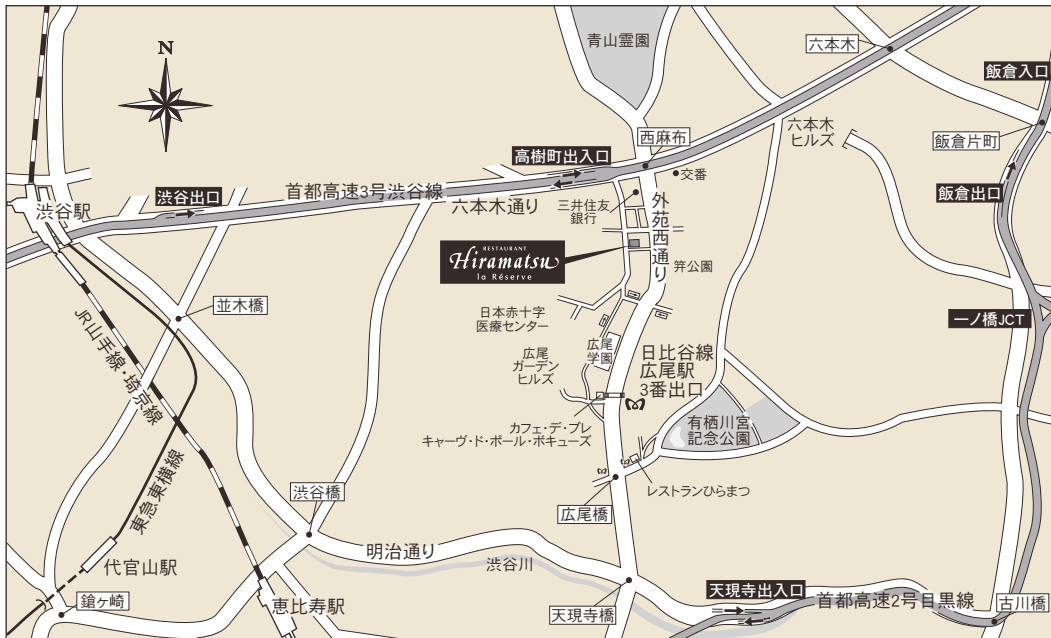 青山霊園
六本木
飯倉入口
N
西麻布
六本木
ヒルズ
飯倉片町
高樹町出入口
交番
渋谷出口
首都高速3号渋谷線
六本木通り
三井住友
銀行
外苑西通り
飯倉出口
渋谷駅
RESTAURANT
Hiramatsu
la Réserve
笄公園
並木橋
日本赤十字
医療センター
一ノ橋JCT
JR山手線・埼京線
広尾
ガーデン
ヒルズ
広尾
学園
日比谷線
広尾駅
3番出口
カフェ・デ・プレ
キャーヴ・ド・ポール・ボキューズ
有栖川宮
記念公園
東急東横線
渋谷橋
レストランひらまつ
広尾橋
明治通り
渋谷川
代官山駅
鎗ヶ崎
恵比寿駅
天現寺橋
天現寺出入口
首都高速2号目黒線
古川橋